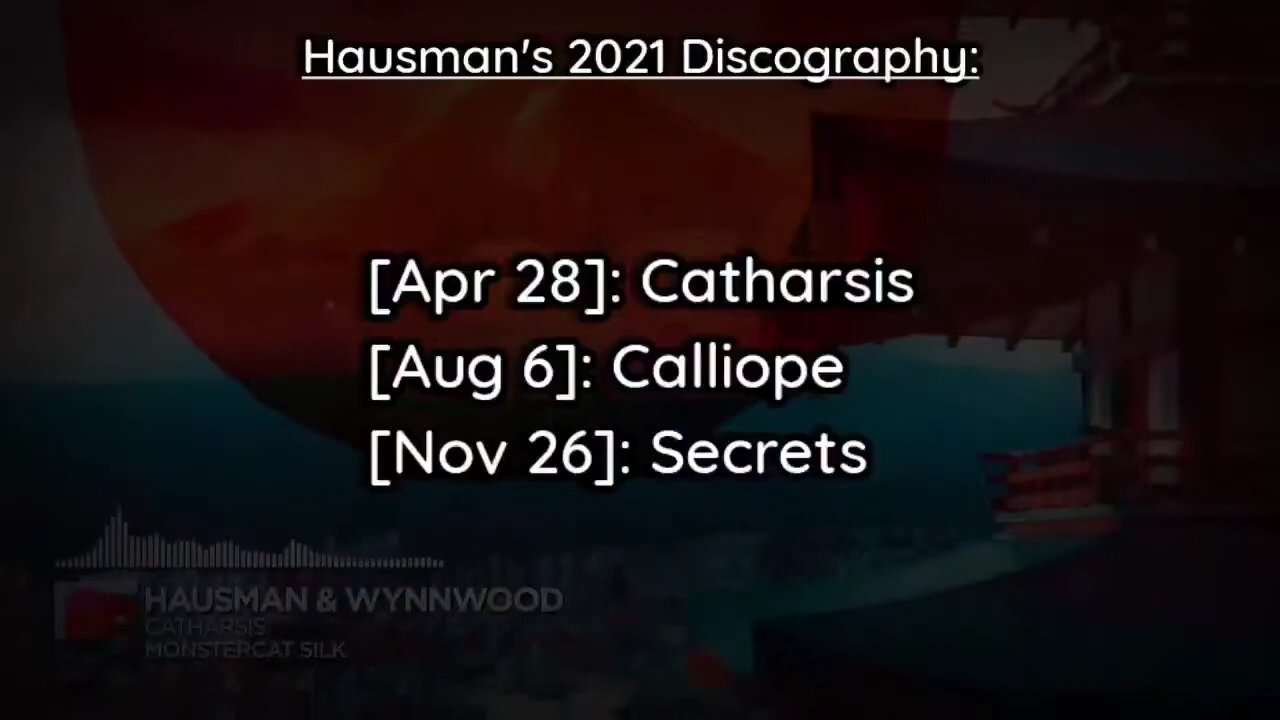 Hausman's 2021 Discography:
[Apr 28]: Catharsis
[Aug 6]: Calliope
[Nov 26]: Secrets
HAUSMAN & WYNNWOOD
CATHARSIS
MONSTERCAT SILK